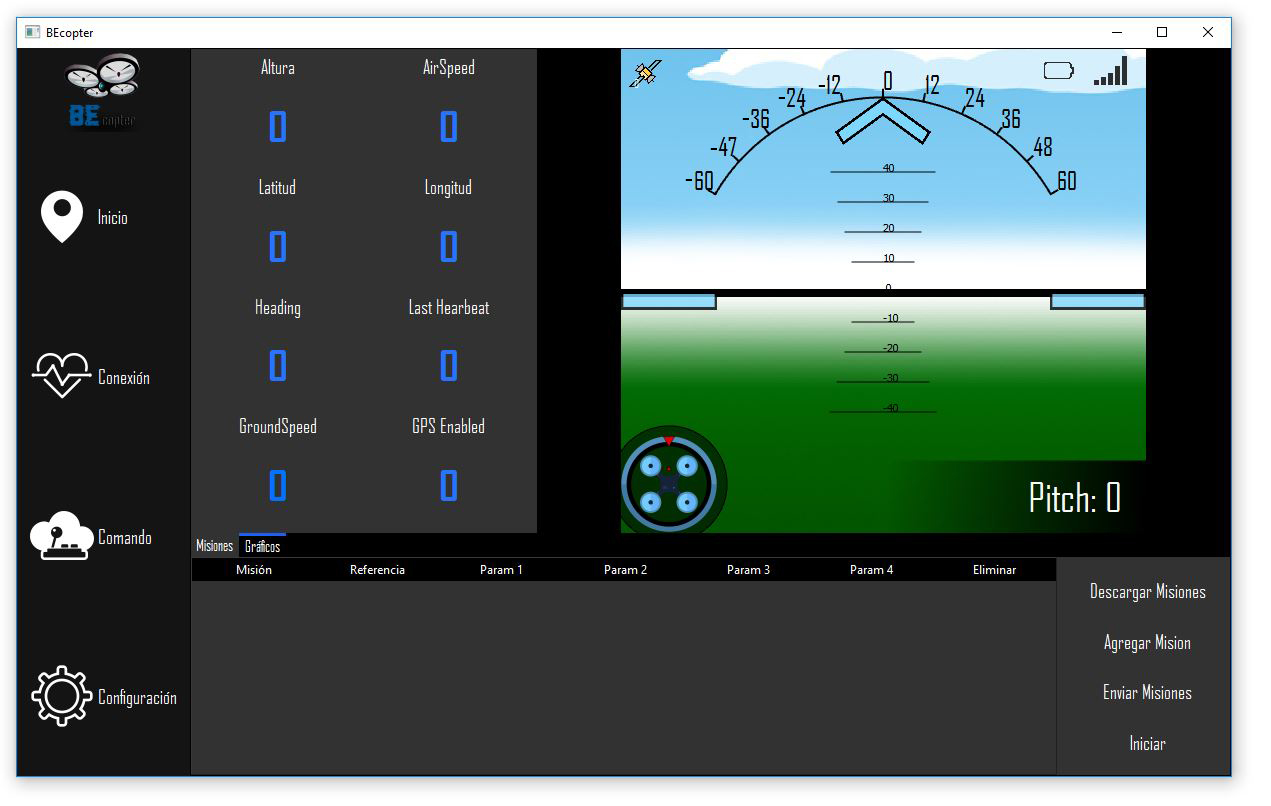 BEcopter
BE copter
Inicio
Conexión
Comando
Configuración
Altura AirSpeed
0 0
Latitud Longitud
0 0
Heading Last Hearbeat
0 0
GroundSpeed GPS Enabled
0 0
-60 -47 -36 -24 -12 0 12 24 36 48 60
40
30
20
10
0
-10
-20
-30
-40
Pitch: 0
Misiones Gráficos
Misión Referencia Param 1 Param 2 Param 3 Param 4 Eliminar
Descargar Misiones
Agregar Mision
Enviar Misiones
Iniciar